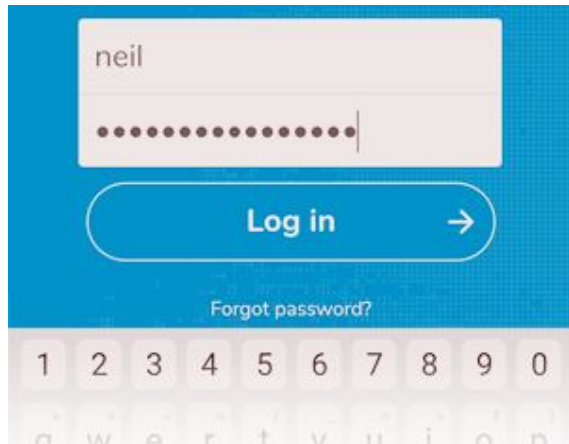 neil
••••••••••••••••
Log in →
Forgot password?
1 2 3 4 5 6 7 8 9 0
q w e r t y u i o p